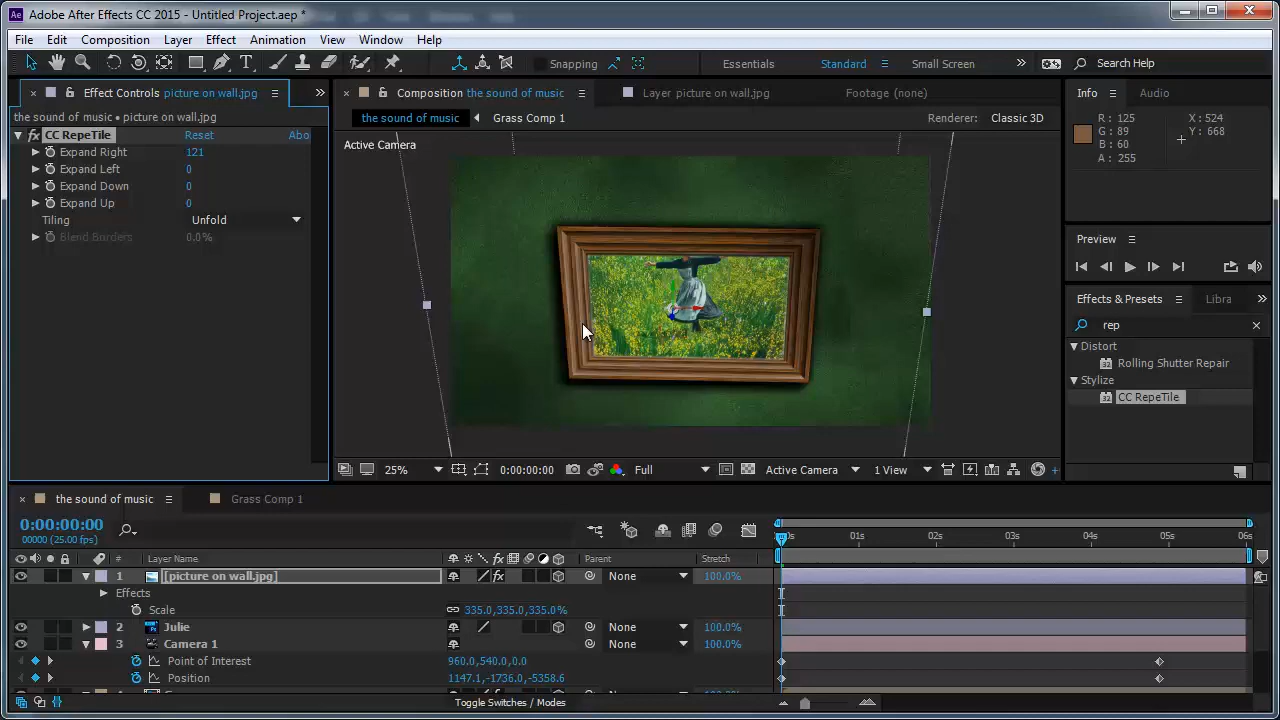 Adobe After Effects CC 2015 - Untitled Project.aep *
File Edit Composition Layer Effect Animation View Window Help
Snapping Essentials Standard Small Screen Search Help
Effect Controls picture on wall.jpg
the sound of music • picture on wall.jpg
fx CC RepeTile Reset Abo
Expand Right 121
Expand Left 0
Expand Down 0
Expand Up 0
Tiling Unfold
Blend Borders 0.0%
Composition the sound of music Layer picture on wall.jpg Footage (none)
the sound of music Grass Comp 1 Renderer: Classic 3D
Active Camera
25% 0:00:00:00 Full Active Camera 1 View
Info Audio
R : 125 X : 524
G : 89 Y : 668
B : 60
A : 255
Preview
Effects & Presets Libra
rep
Distort
32 Rolling Shutter Repair
Stylize
32 CC RepeTile
the sound of music Grass Comp 1
0:00:00:00
00000 (25.00 fps)
0s 01s 02s 03s 04s 05s 06s
# Layer Name fx Parent Stretch
1 [picture on wall.jpg] fx None 100.0%
Effects
Scale 335.0,335.0,335.0%
2 Julie None 100.0%
3 Camera 1 None 100.0%
Point of Interest 960.0,540.0,0.0
Position 1147.1,-1736.0,-5358.6
Toggle Switches / Modes